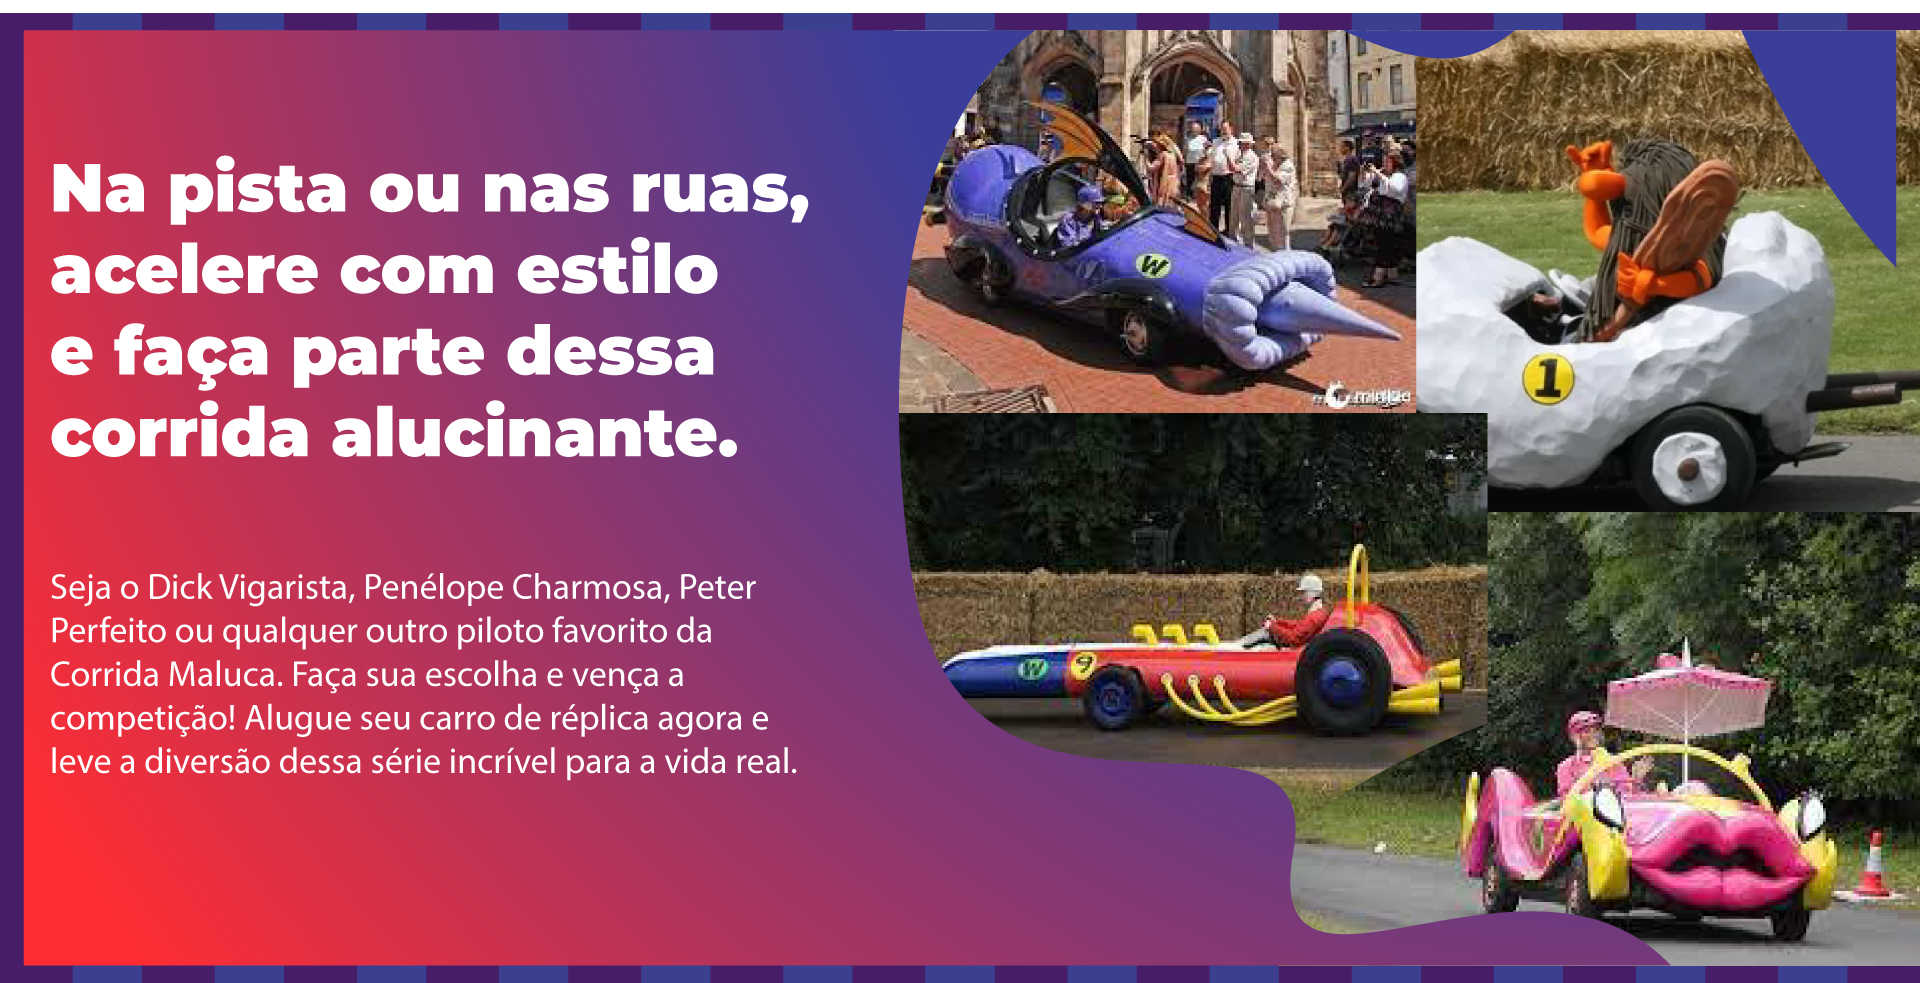 Na pista ou nas ruas,
acelere com estilo
e faça parte dessa
corrida alucinante.
Seja o Dick Vigarista, Penélope Charmosa, Peter
Perfeito ou qualquer outro piloto favorito da
Corrida Maluca. Faça sua escolha e vença a
competição! Alugue seu carro de réplica agora e
leve a diversão dessa série incrível para a vida real.
W
1
W 9